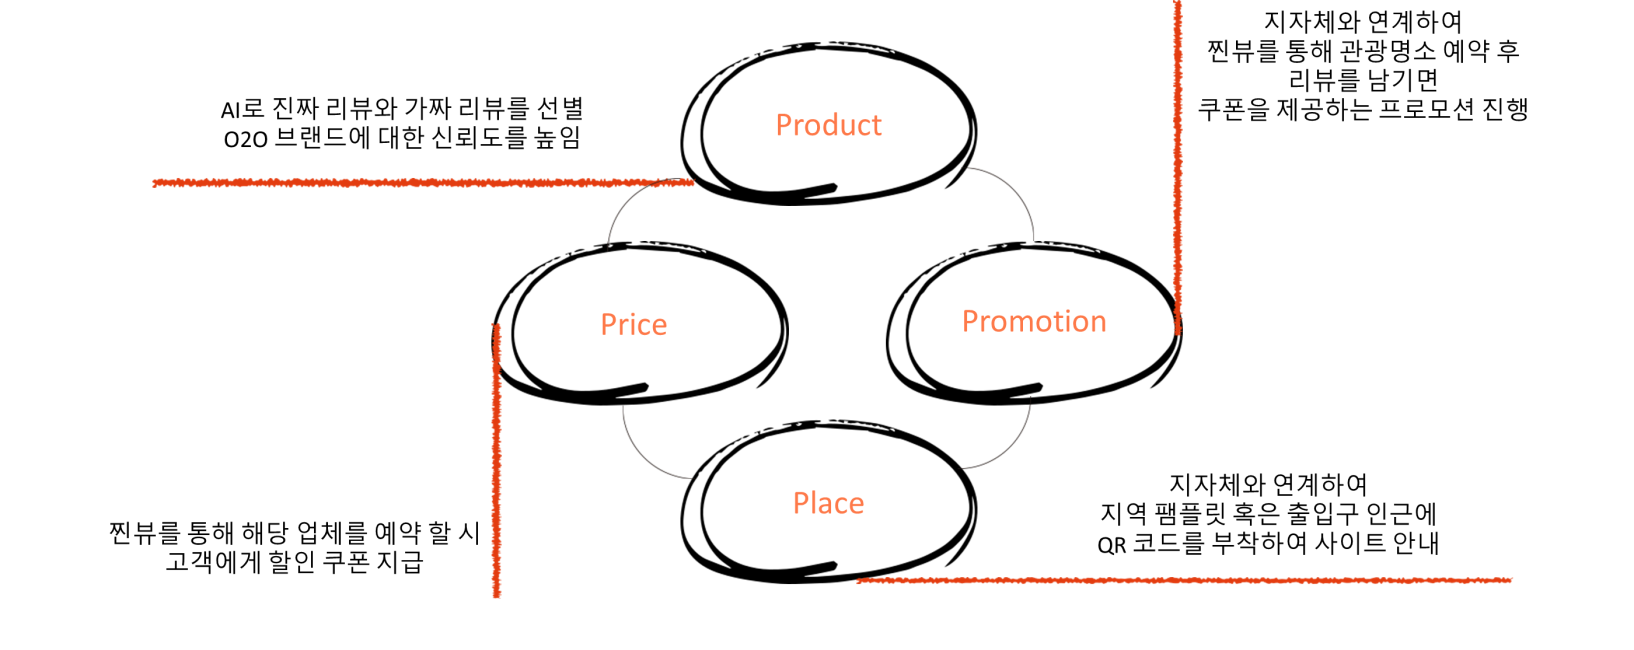 지자체와 연계하여
찐뷰를 통해 관광명소 예약 후
리뷰를 남기면
쿠폰을 제공하는 프로모션 진행
AI로 진짜 리뷰와 가짜 리뷰를 선별
O2O 브랜드에 대한 신뢰도를 높임
Product
Price
Promotion
Place
찐뷰를 통해 해당 업체를 예약 할 시
고객에게 할인 쿠폰 지급
지자체와 연계하여
지역 팸플릿 혹은 출입구 인근에
QR 코드를 부착하여 사이트 안내